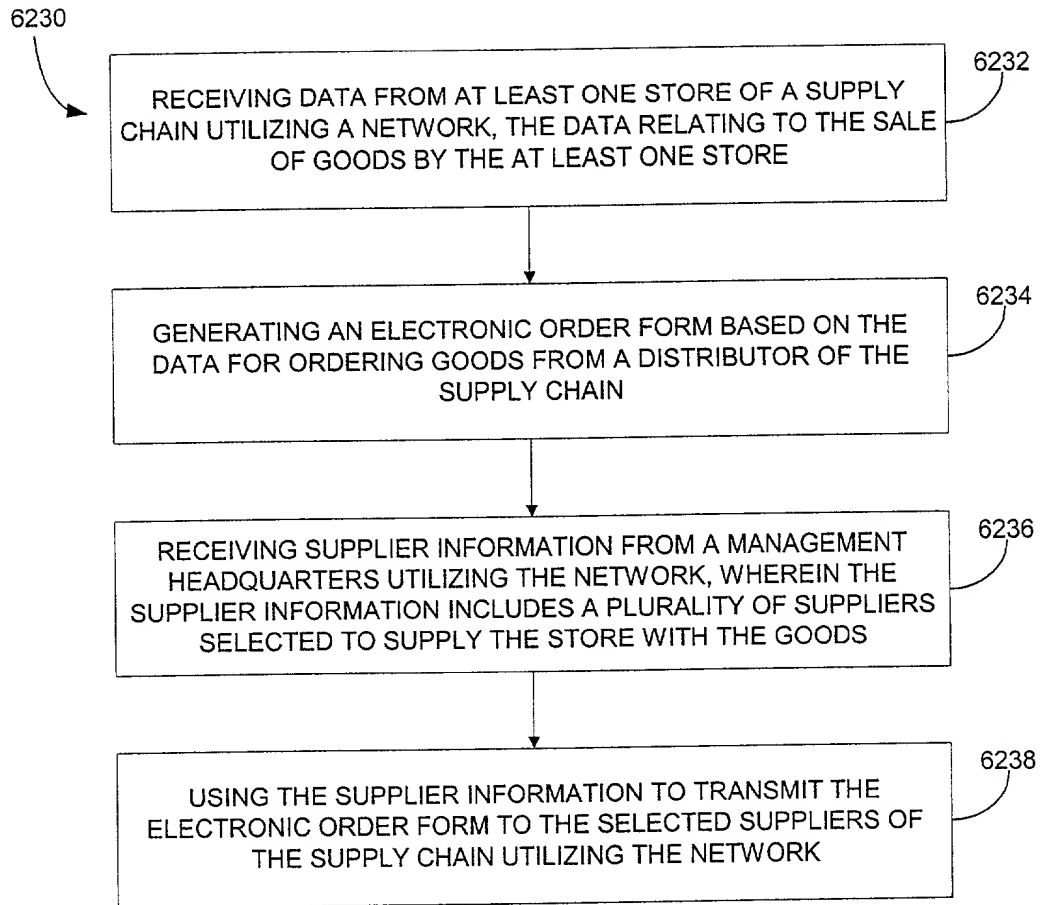 6230
6232
RECEIVING DATA FROM AT LEAST ONE STORE OF A SUPPLY
CHAIN UTILIZING A NETWORK, THE DATA RELATING TO THE SALE
OF GOODS BY THE AT LEAST ONE STORE
6234
GENERATING AN ELECTRONIC ORDER FORM BASED ON THE
DATA FOR ORDERING GOODS FROM A DISTRIBUTOR OF THE
SUPPLY CHAIN
6236
RECEIVING SUPPLIER INFORMATION FROM A MANAGEMENT
HEADQUARTERS UTILIZING THE NETWORK, WHEREIN THE
SUPPLIER INFORMATION INCLUDES A PLURALITY OF SUPPLIERS
SELECTED TO SUPPLY THE STORE WITH THE GOODS
6238
USING THE SUPPLIER INFORMATION TO TRANSMIT THE
ELECTRONIC ORDER FORM TO THE SELECTED SUPPLIERS OF
THE SUPPLY CHAIN UTILIZING THE NETWORK